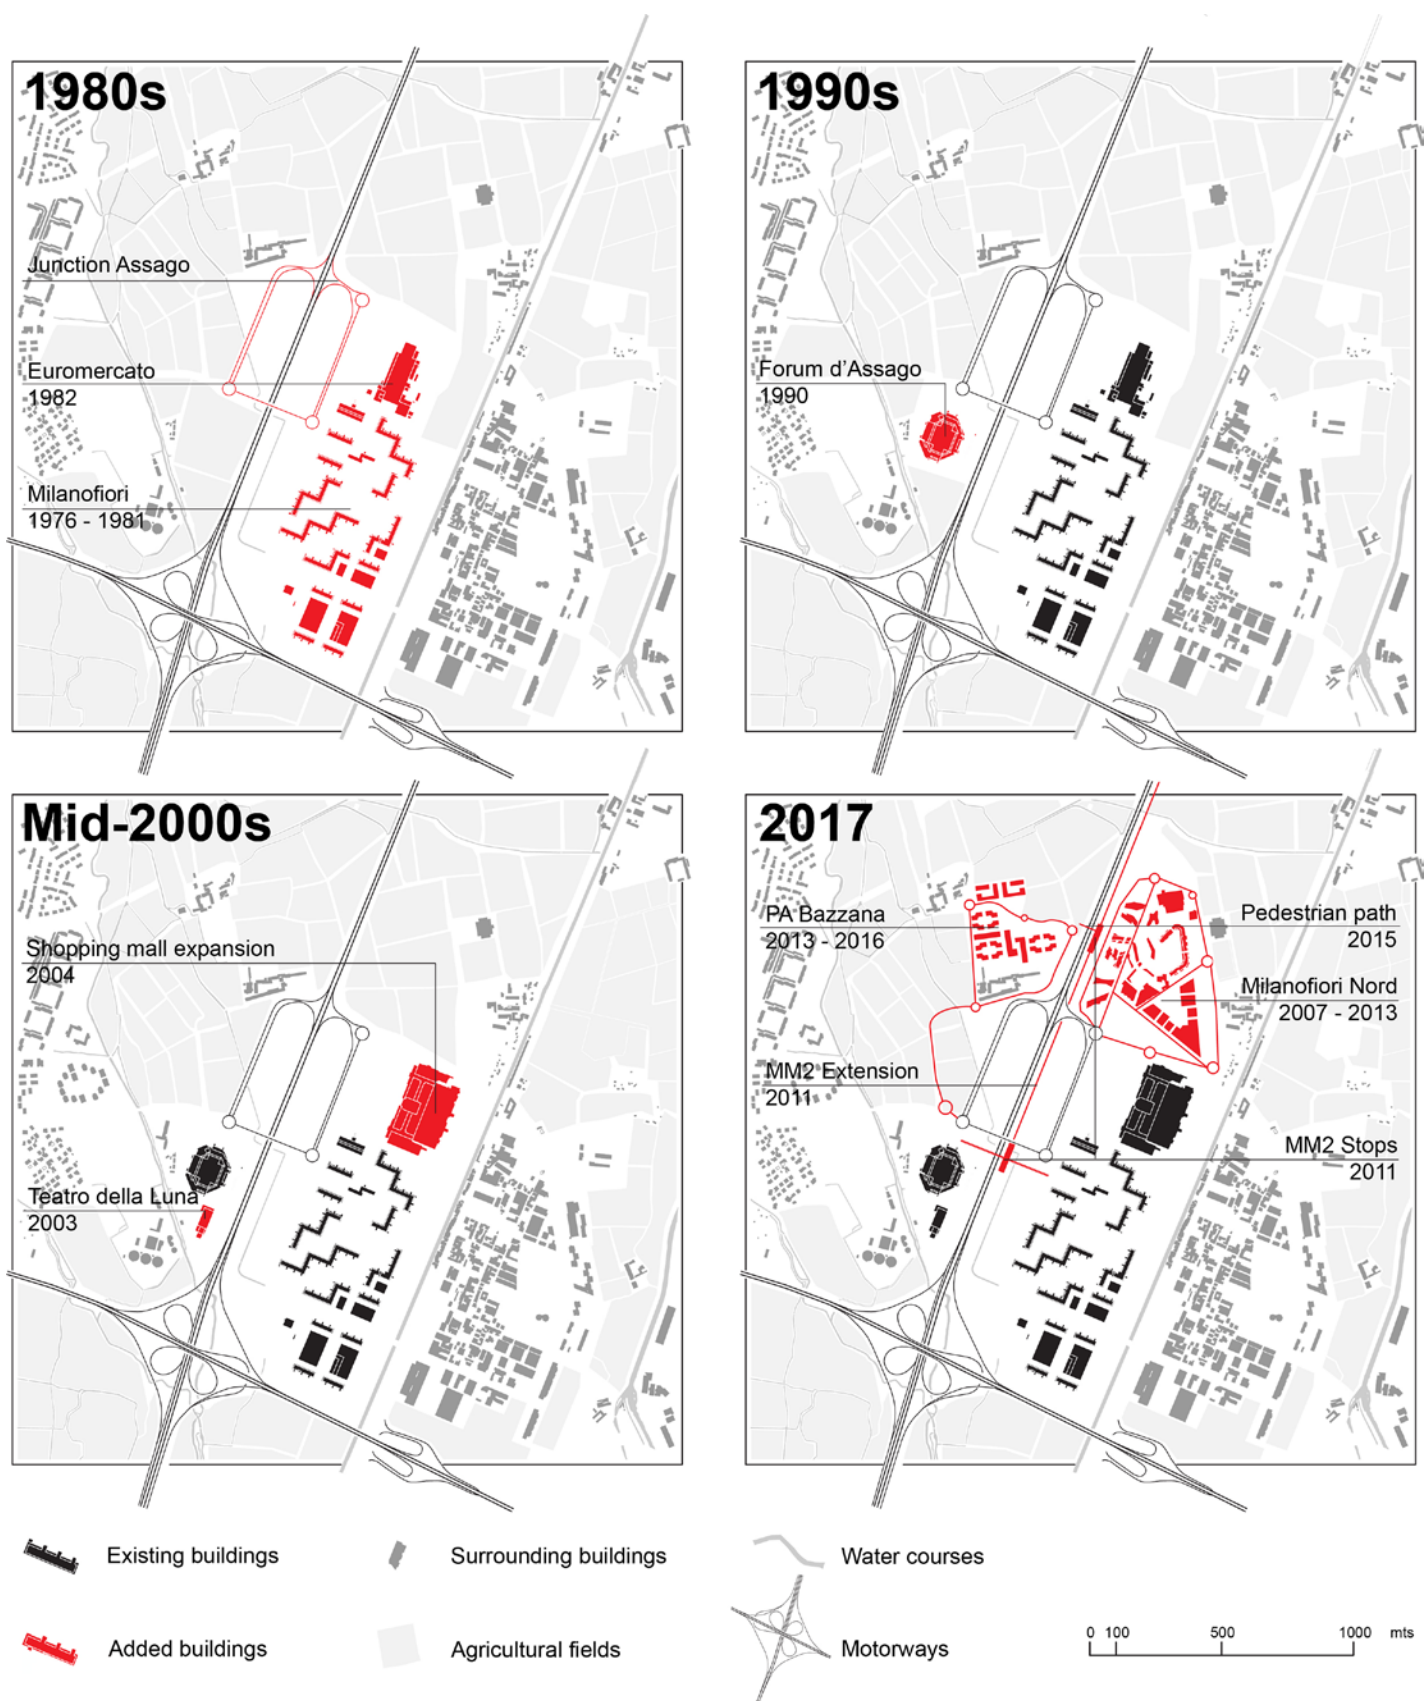 1980s
Junction Assago
Euromercato
1982
Milanofiori
1976 - 1981
1990s
Forum d'Assago
1990
Mid-2000s
Shopping mall expansion
2004
Teatro della Luna
2003
2017
PA Bazzana
2013 - 2016
MM2 Extension
2011
Pedestrian path
2015
Milanofiori Nord
2007 - 2013
MM2 Stops
2011
Existing buildings
Surrounding buildings
Water courses
Added buildings
Agricultural fields
Motorways
0 100 500 1000 mts